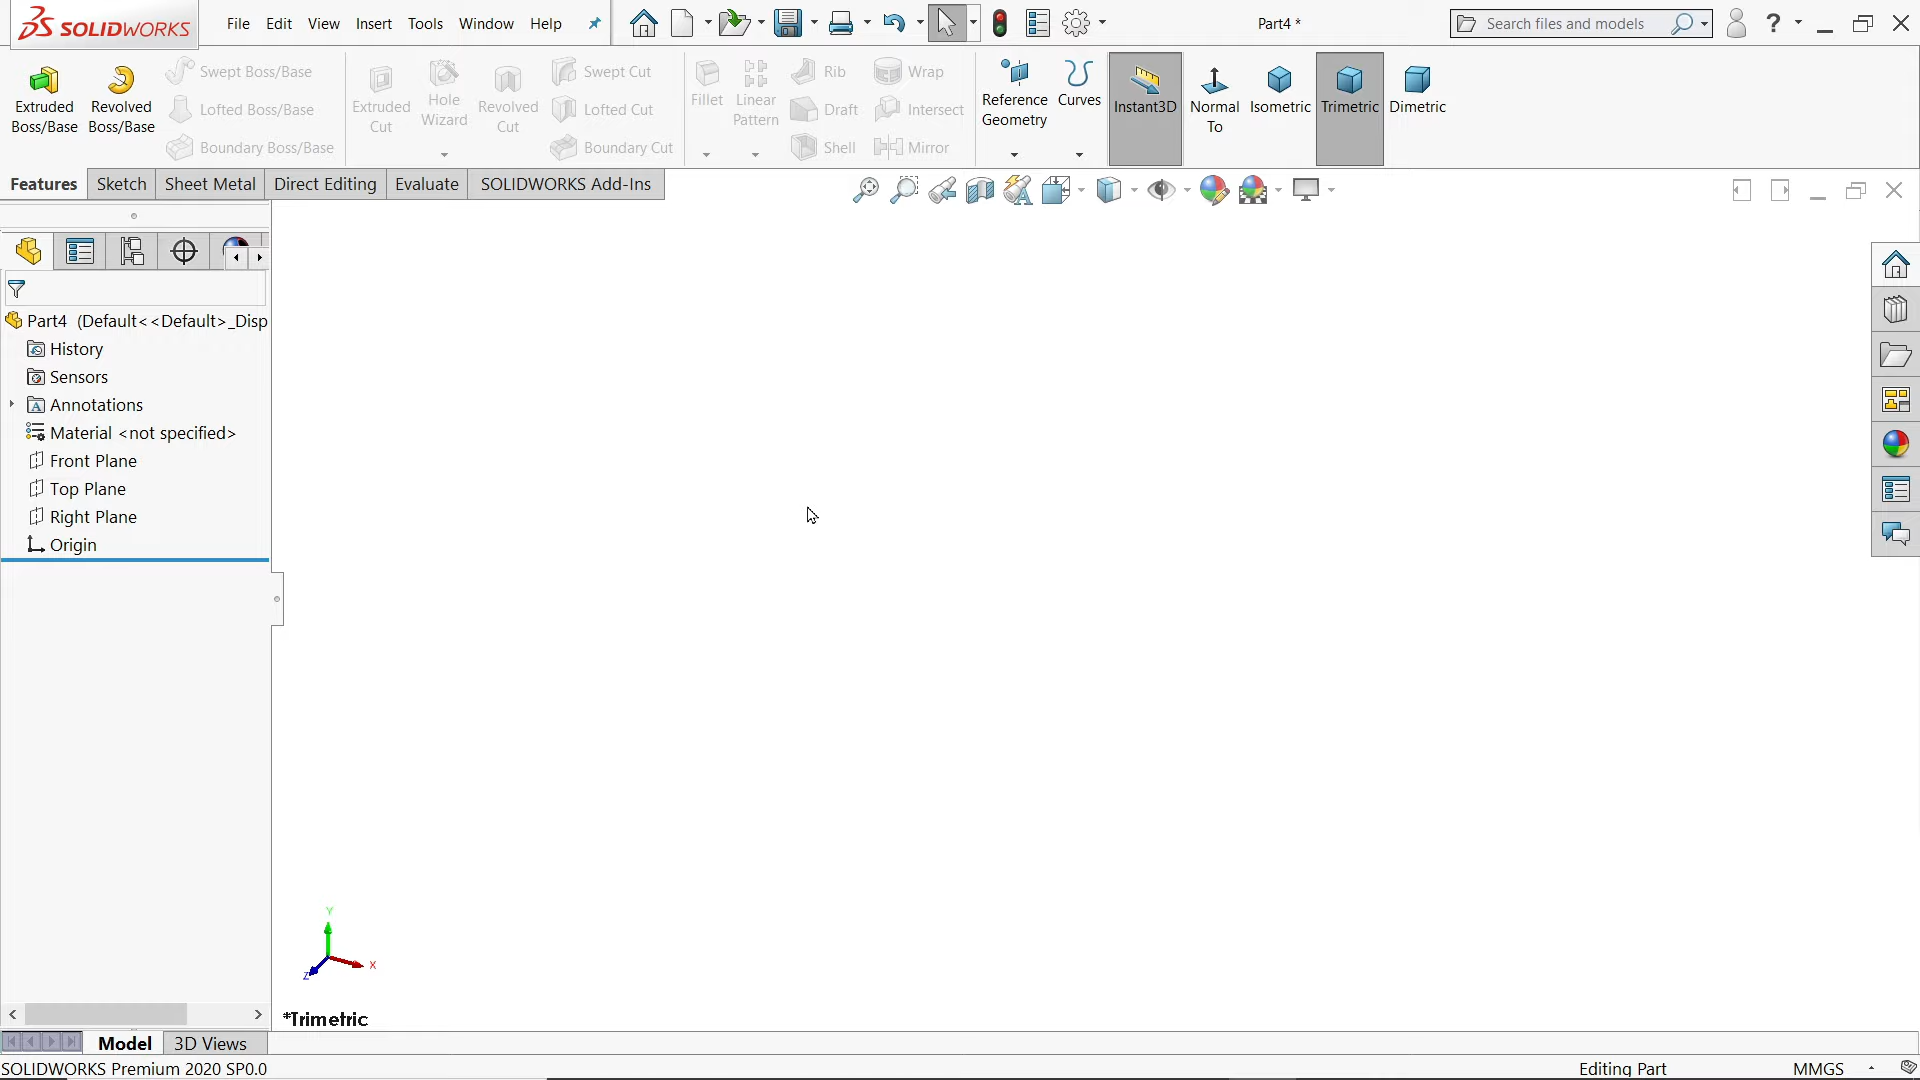 SOLIDWORKS File Edit View Insert Tools Window Help Part4 * Search files and models ?
Extruded Boss/Base
Revolved Boss/Base
Swept Boss/Base
Lofted Boss/Base
Boundary Boss/Base
Extruded Cut
Hole Wizard
Revolved Cut
Swept Cut
Lofted Cut
Boundary Cut
Fillet
Linear Pattern
Rib
Draft
Shell
Wrap
Intersect
Mirror
Reference Geometry
Curves
Instant3D
Normal To
Isometric
Trimetric
Dimetric
Features Sketch Sheet Metal Direct Editing Evaluate SOLIDWORKS Add-Ins
Part4 (Default<<Default>_Disp
History
Sensors
Annotations
Material <not specified>
Front Plane
Top Plane
Right Plane
Origin
Y
X
Z
*Trimetric
Model 3D Views
SOLIDWORKS Premium 2020 SP0.0 Editing Part MMGS